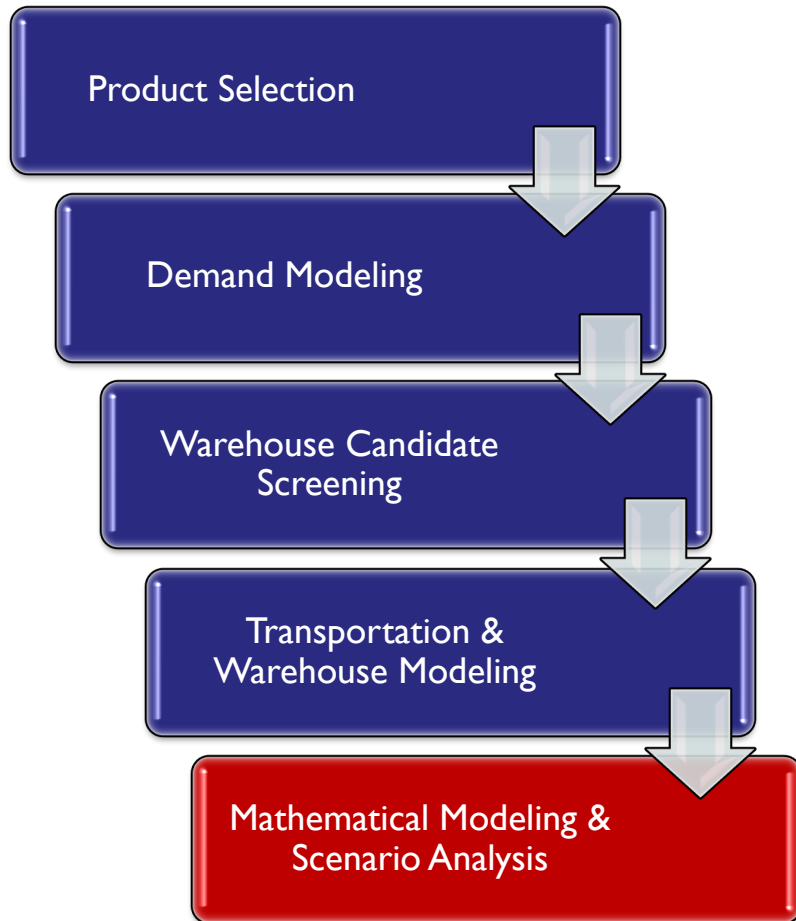 Product Selection
Demand Modeling
Warehouse Candidate
Screening
Transportation &
Warehouse Modeling
Mathematical Modeling &
Scenario Analysis